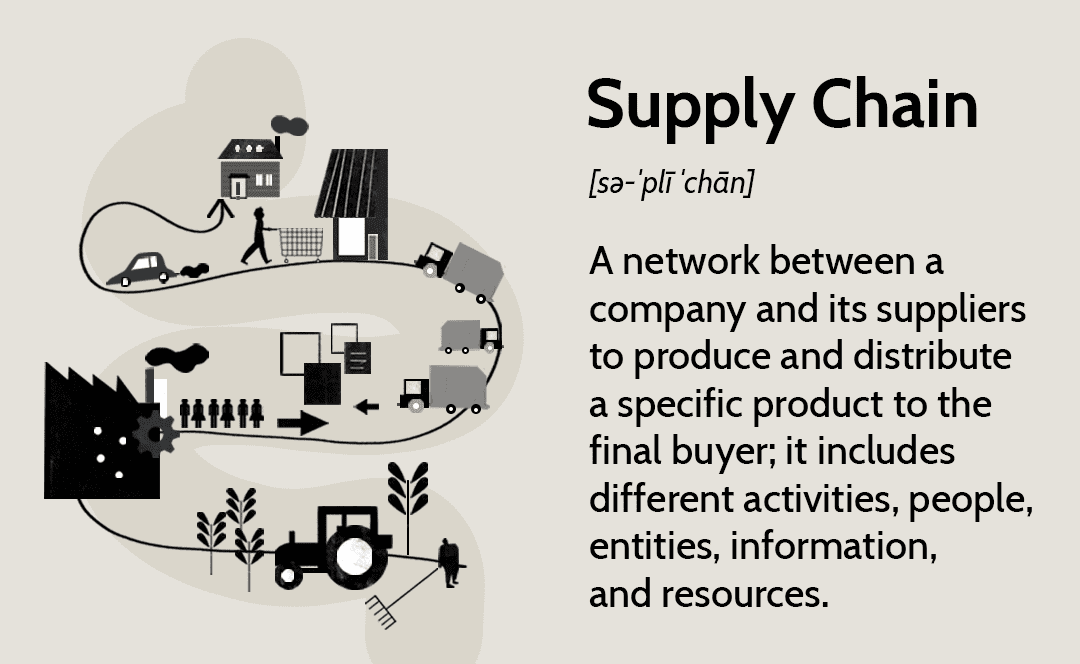 Supply Chain
[sə-ˈplī ˈchān]
A network between a
company and its suppliers
to produce and distribute
a specific product to the
final buyer; it includes
different activities, people,
entities, information,
and resources.